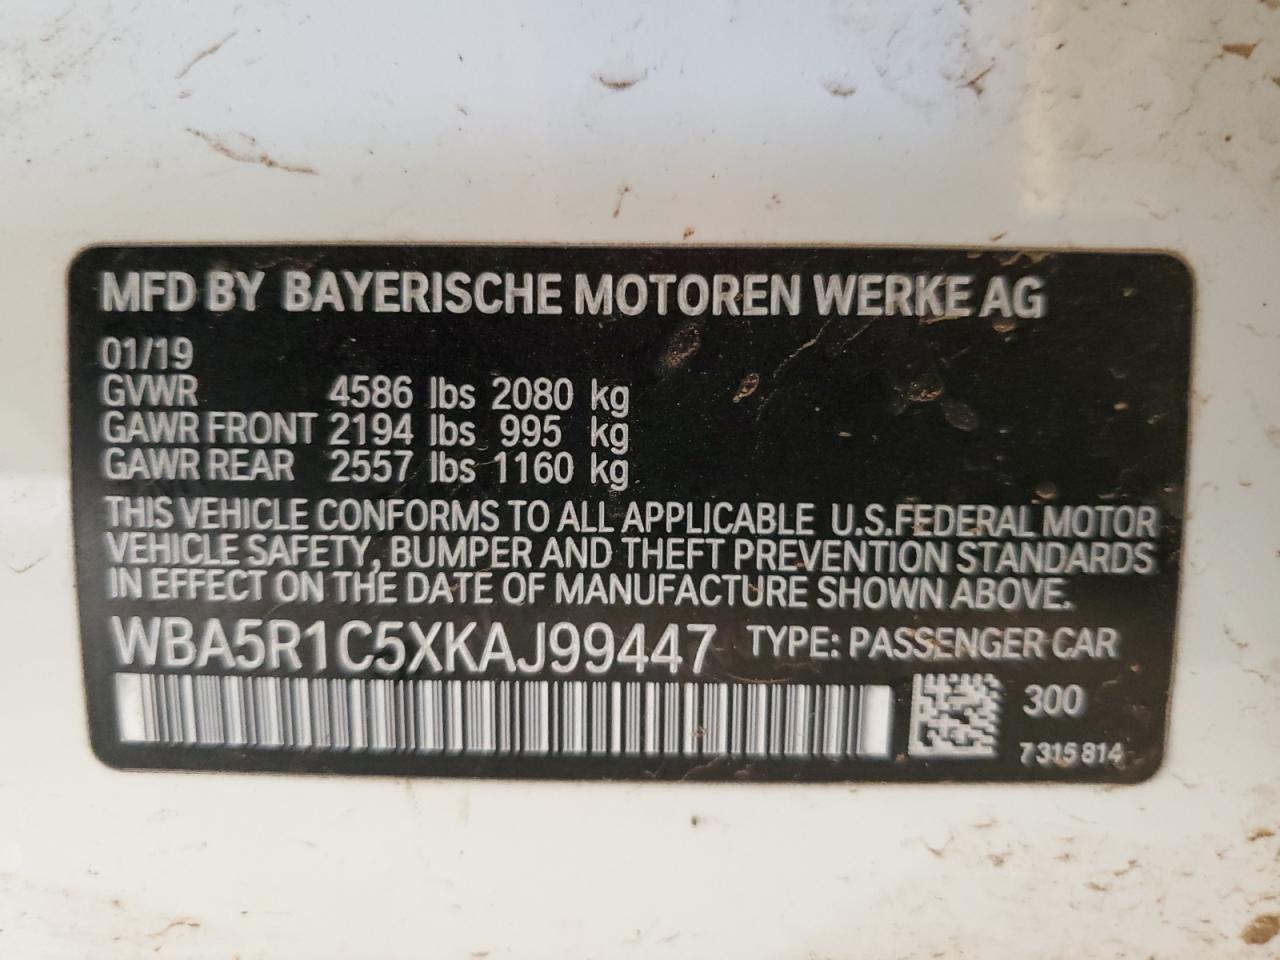 MFD BY BAYERISCHE MOTOREN WERKE AG
01/19
GVWR 4586 lbs 2080 kg
GAWR FRONT 2194 lbs 995 kg
GAWR REAR 2557 lbs 1160 kg
THIS VEHICLE CONFORMS TO ALL APPLICABLE U.S.FEDERAL MOTOR
VEHICLE SAFETY, BUMPER AND THEFT PREVENTION STANDARDS
IN EFFECT ON THE DATE OF MANUFACTURE SHOWN ABOVE.
WBA5R1C5XKAJ99447 TYPE: PASSENGER CAR
300
7 315 814